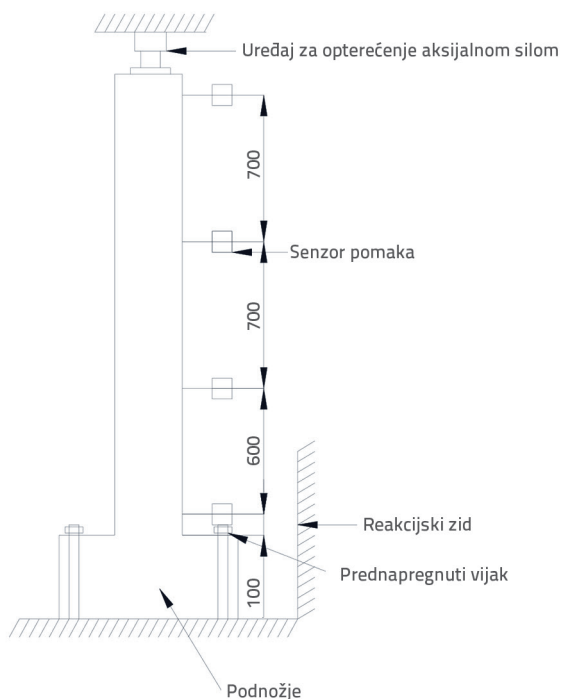 Uređaj za opterećenje aksijalnom silom
700
Senzor pomaka
700
600
Reakcijski zid
Prednapregnuti vijak
100
Podnožje